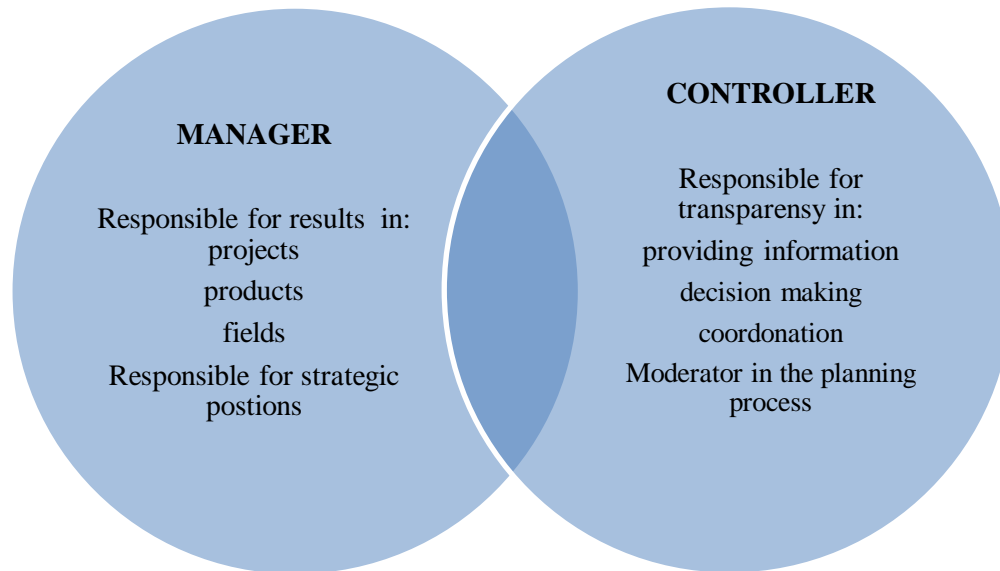 MANAGER
Responsible for results in:
projects
products
fields
Responsible for strategic
postions
CONTROLLER
Responsible for
transparensy in:
providing information
decision making
coordonation
Moderator in the planning
process